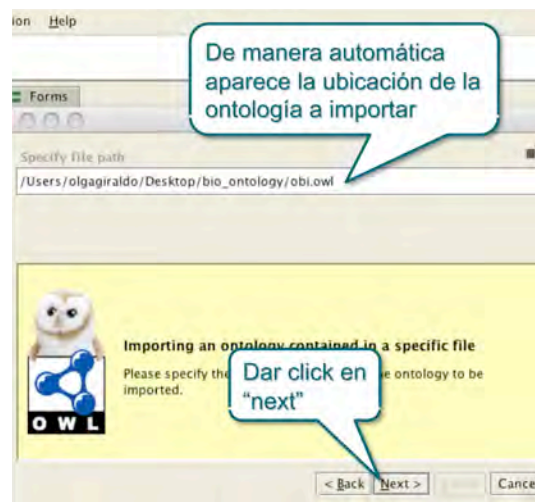 ion Help
De manera automática
aparece la ubicación de la
ontología a importar
Forms
Specify file path
/Users/olgagiraldo/Desktop/bio_ontology/obi.owl
Importing an ontology contained in a specific file
Please specify the
e ontology to be
imported.
Dar click en
“next”
OWL
< Back Next > Cance